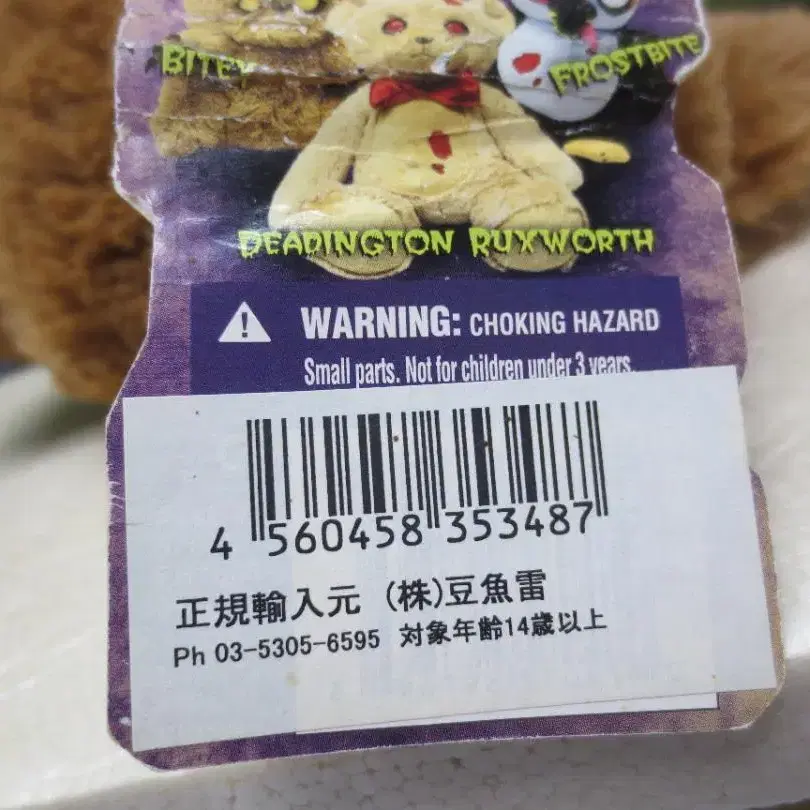 BITEY
FROSTBITE
DEADINGTON RUXWORTH
WARNING: CHOKING HAZARD
Small parts. Not for children under 3 years.
4 560458 353487
正規輸入元 (株)豆魚雷
Ph 03-5305-6595 対象年齢14歳以上